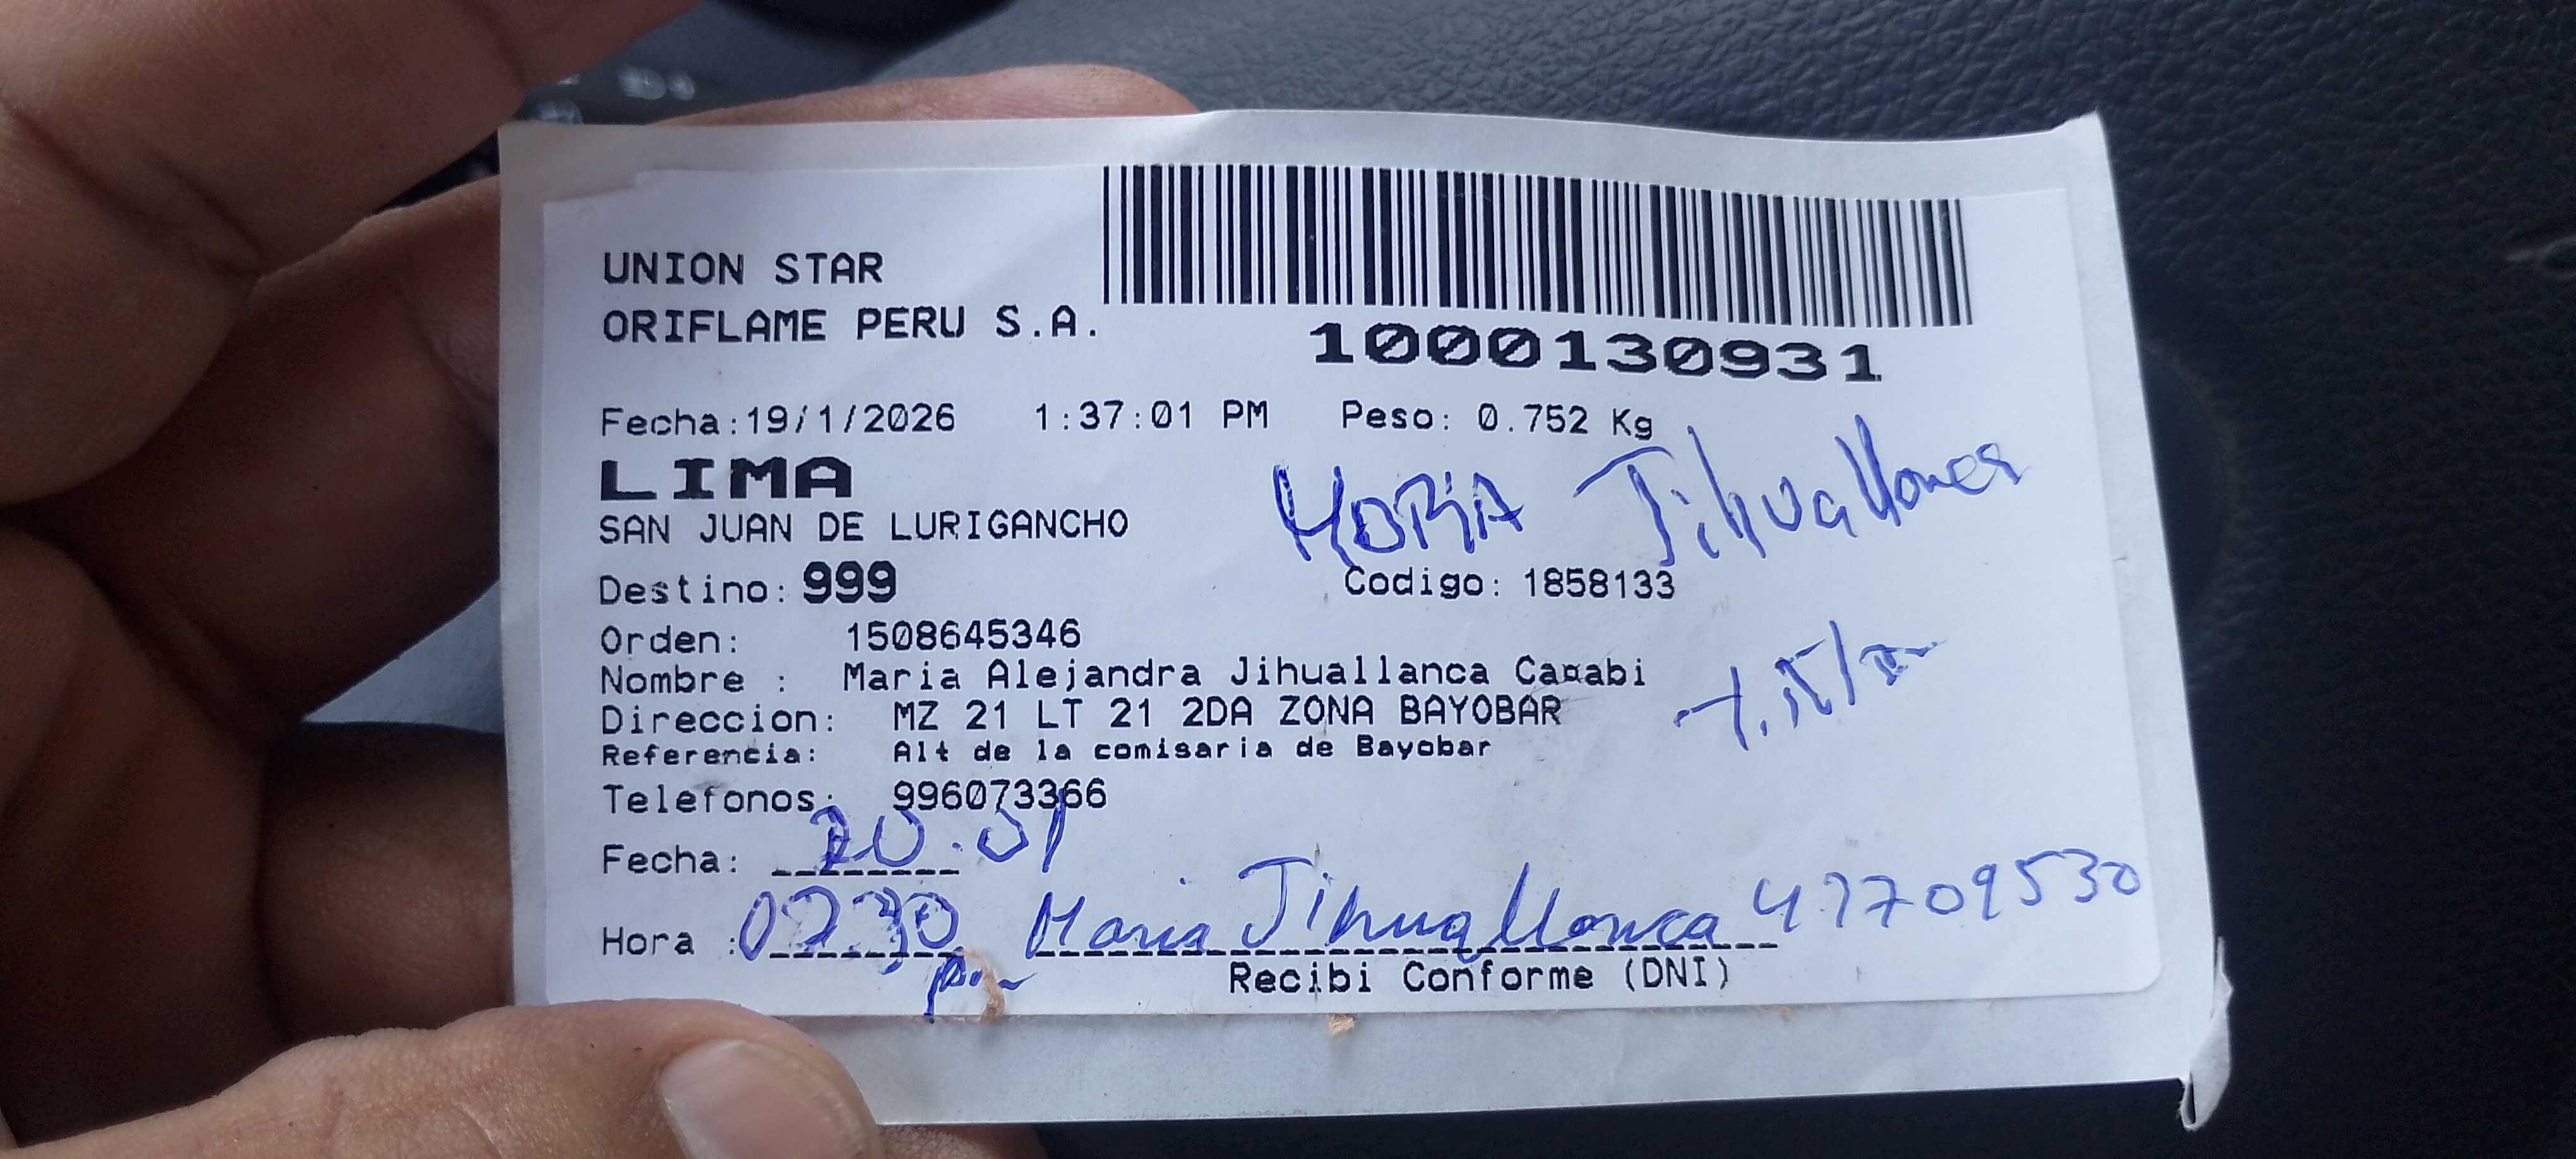 UNION STAR
ORIFLAME PERU S.A.
1000130931
Fecha:19/1/2026 1:37:01 PM Peso: 0.752 Kg
LIMA
SAN JUAN DE LURIGANCHO
MARIA
Destino: 999 Codigo: 1858133
Orden: 1508645346
Nombre : Maria Alejandra Jihuallanca Caɑabi
Direccion: MZ 21 LT 21 2DA ZONA BAYOBAR
Referencia: Alt de la comisaria de Bayobar
Telefonos: 996073366
Fecha: 20.01
Hora : Maria Jihuallanca 47709530
Recibi Conforme (DNI)